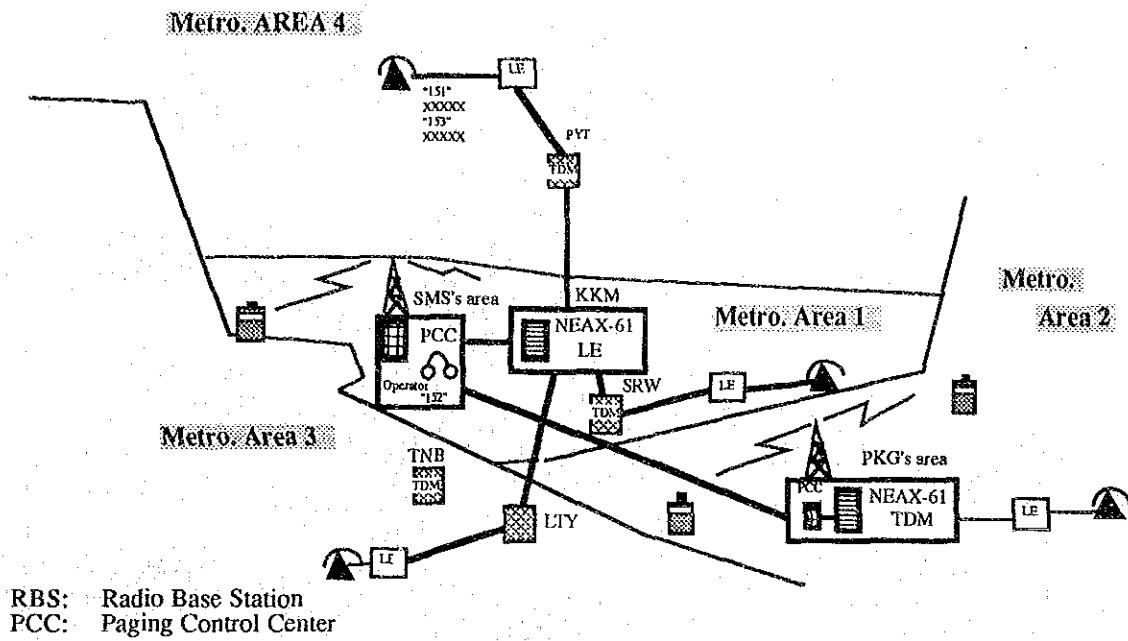 Metro. AREA 4
LE
"151"
XXXXX
"153"
XXXXX
PYT
TDM
Metro.
Area 2
SMS's area
KKM
Metro. Area 1
NEAX-61
LE
PCC
Operator
"152"
SRW
LE
TDM
Metro. Area 3
TNB
TDM
PKG's area
PCC
NEAX-61
TDM
LE
LTY
LE
RBS: Radio Base Station
PCC: Paging Control Center